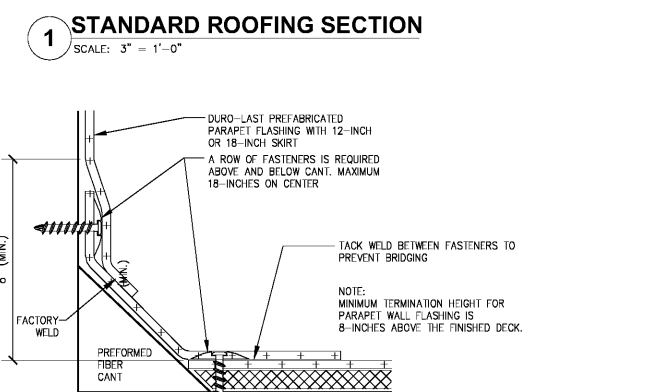 1 STANDARD ROOFING SECTION
SCALE: 3" = 1'-0"
DURO-LAST PREFABRICATED
PARAPET FLASHING WITH 12-INCH
OR 18-INCH SKIRT
A ROW OF FASTENERS IS REQUIRED
ABOVE AND BELOW CANT. MAXIMUM
18-INCHES ON CENTER
TACK WELD BETWEEN FASTENERS TO
PREVENT BRIDGING
(MIN.)
(MIN.)
NOTE:
MINIMUM TERMINATION HEIGHT FOR
PARAPET WALL FLASHING IS
8-INCHES ABOVE THE FINISHED DECK.
FACTORY
WELD
PREFORMED
FIBER
CANT